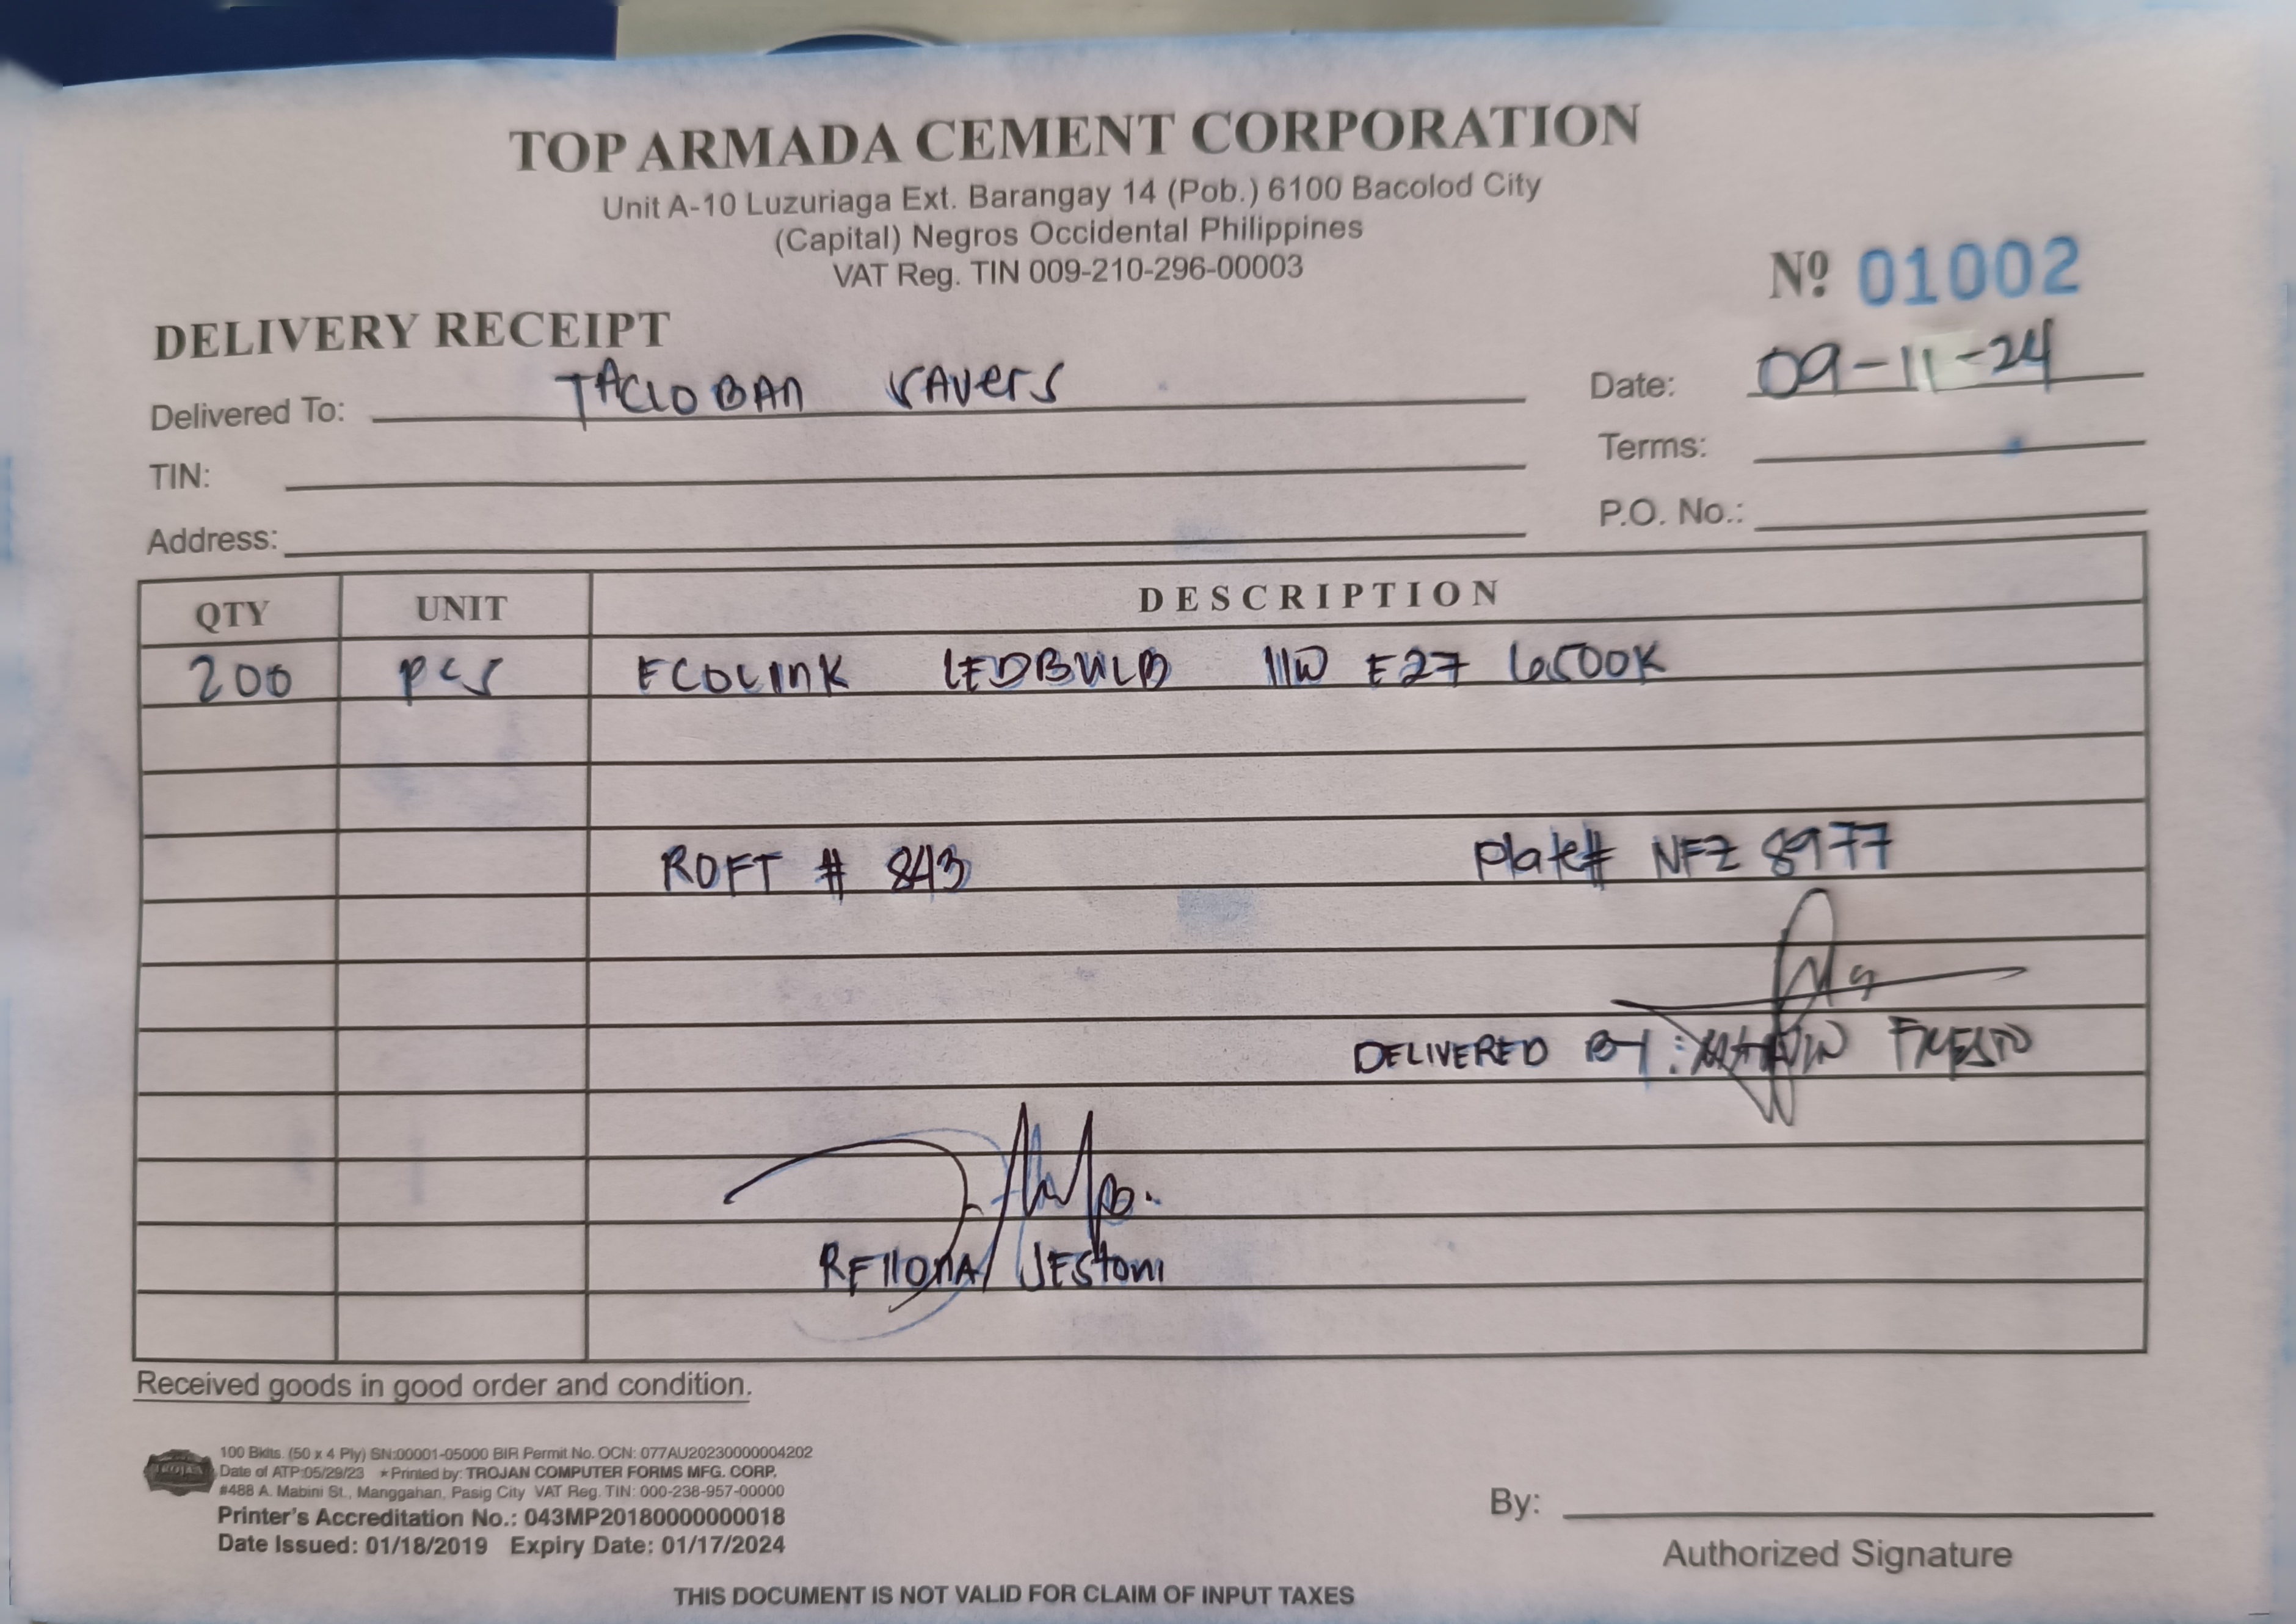 TOP ARMADA CEMENT CORPORATION
Unit A-10 Luzuriaga Ext. Barangay 14 (Pob.) 6100 Bacolod City
(Capital) Negros Occidental Philippines
VAT Reg. TIN 009-210-296-00003
Nº 01002
DELIVERY RECEIPT
Delivered To: TACLOBAN SAVERS
Date: 09-11-24
TIN:
Terms:
Address:
P.O. No.:
QTY UNIT DESCRIPTION
200 pcs ECOLINK LEDBULB 11W E27 6500K
ROFT # 843 Plate# NFZ 8977
DELIVERED BY:
RELLONA/ JEStoni
Received goods in good order and condition.
TROJAN
100 Bklts. (50 x 4 Ply) SN:00001-05000 BIR Permit No. OCN: 077AU20230000004202
Date of ATP:05/29/23 ★Printed by: TROJAN COMPUTER FORMS MFG. CORP.
#488 A. Mabini St., Manggahan, Pasig City VAT Reg. TIN: 000-238-957-00000
Printer's Accreditation No.: 043MP20180000000018
Date Issued: 01/18/2019 Expiry Date: 01/17/2024
By:
Authorized Signature
THIS DOCUMENT IS NOT VALID FOR CLAIM OF INPUT TAXES